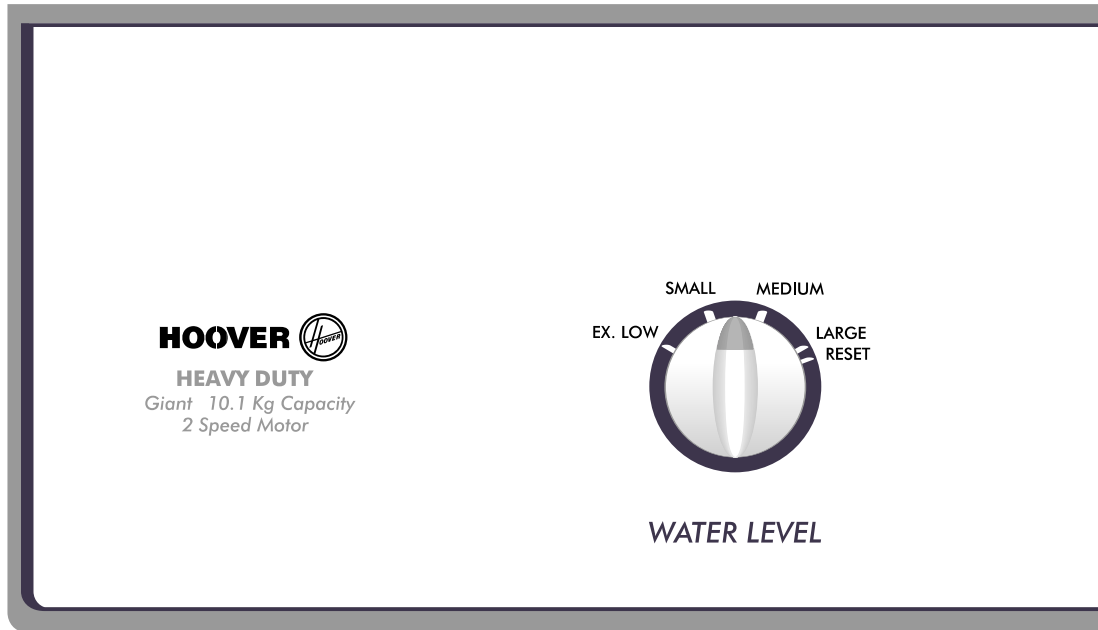 SMALL MEDIUM
EX. LOW LARGE
RESET
HOOVER HOOVER
HEAVY DUTY
Giant 10.1 Kg Capacity
2 Speed Motor
WATER LEVEL